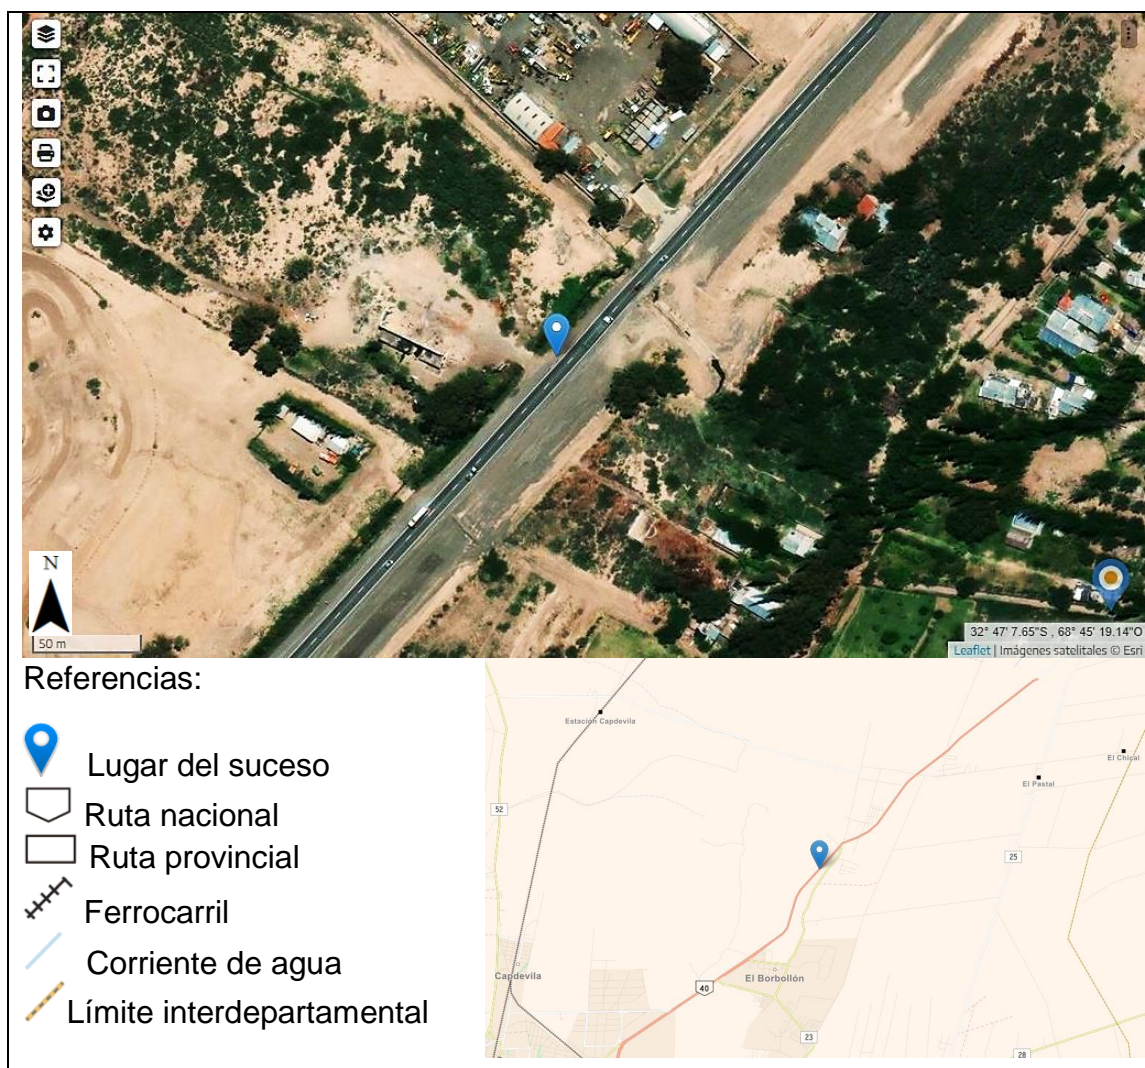 N
50 m
32° 47' 7.65"S , 68° 45' 19.14"O
Leaflet | Imágenes satelitales © Esri
Referencias:
Lugar del suceso
Ruta nacional
Ruta provincial
Ferrocarril
Corriente de agua
Límite interdepartamental
Estación Capdevila
El Chical
El Pastal
52
25
Capdevila
El Borbollón
40
23
28